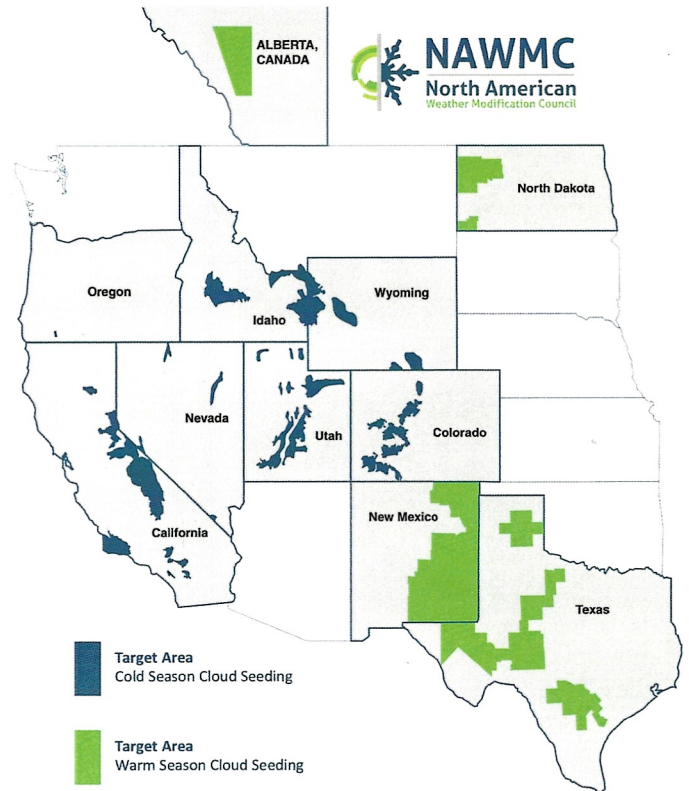 ALBERTA,
CANADA
NAWMC
North American
Weather Modification Council
North Dakota
Oregon
Idaho
Wyoming
Nevada
Utah
Colorado
New Mexico
California
Texas
Target Area
Cold Season Cloud Seeding
Target Area
Warm Season Cloud Seeding